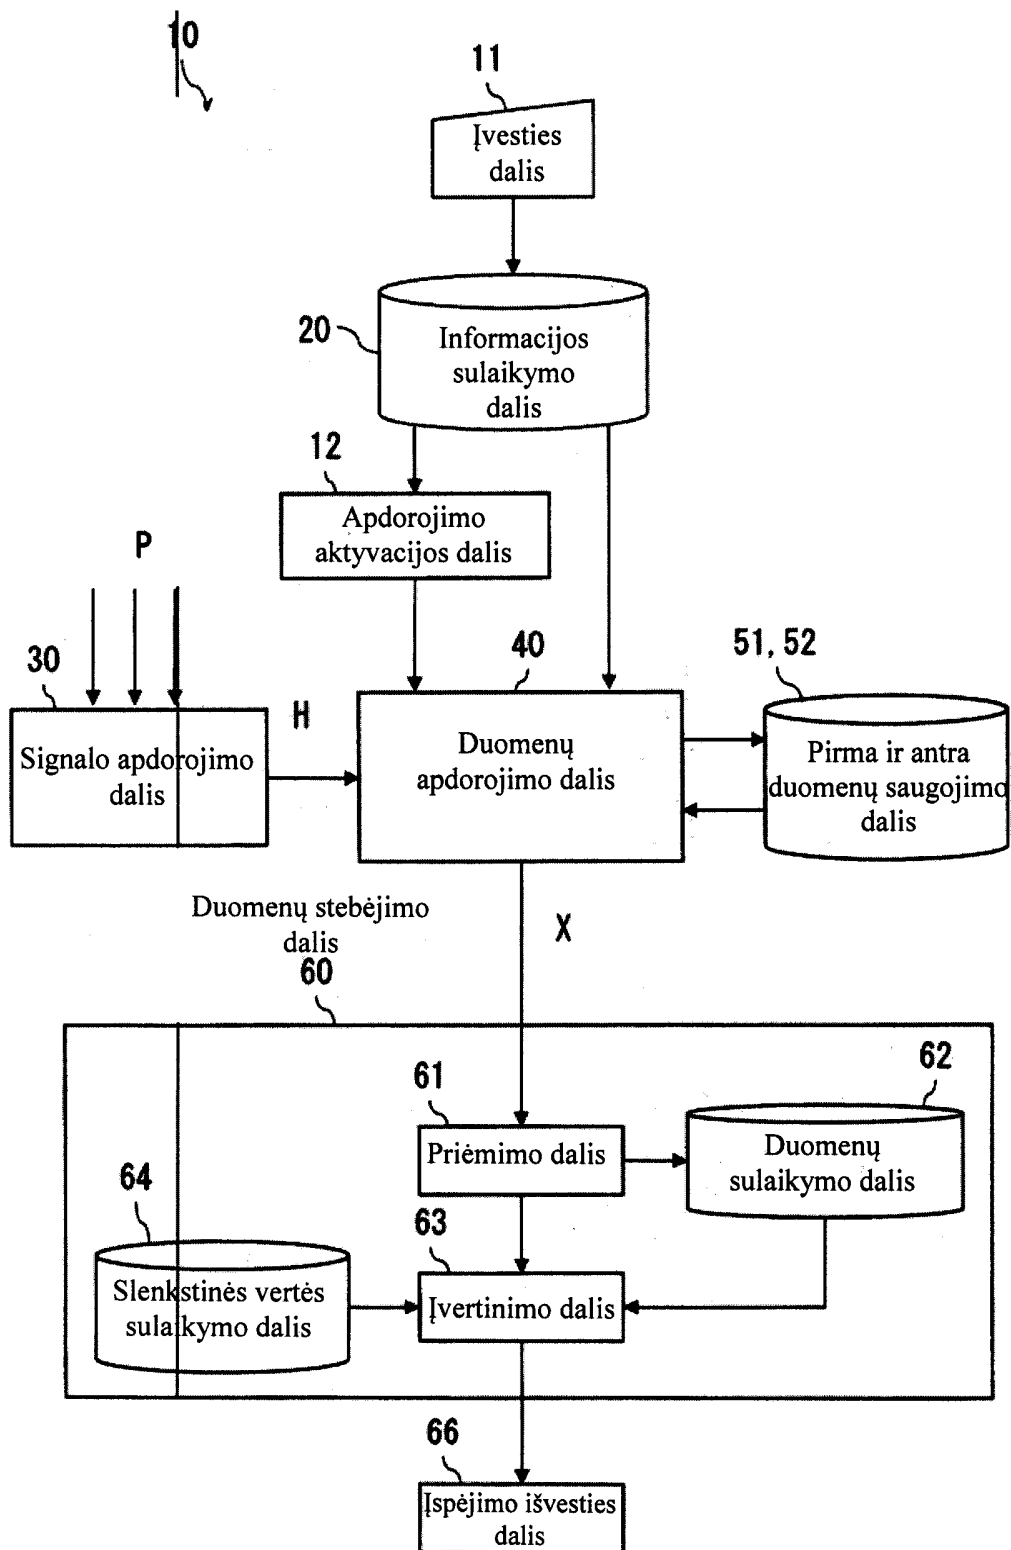 10
11
Įvesties
dalis
20
Informacijos
sulaikymo
dalis
12
Apdorojimo
aktyvacijos dalis
P
30
Signalo apdorojimo
dalis
H
40
Duomenų
apdorojimo dalis
51, 52
Pirma ir antra
duomenų saugojimo
dalis
Duomenų stebėjimo
dalis
60
X
61
Priėmimo dalis
62
Duomenų
sulaikymo dalis
64
Slenkstinės vertės
sulaikymo dalis
63
Įvertinimo dalis
66
Įspėjimo išvesties
dalis